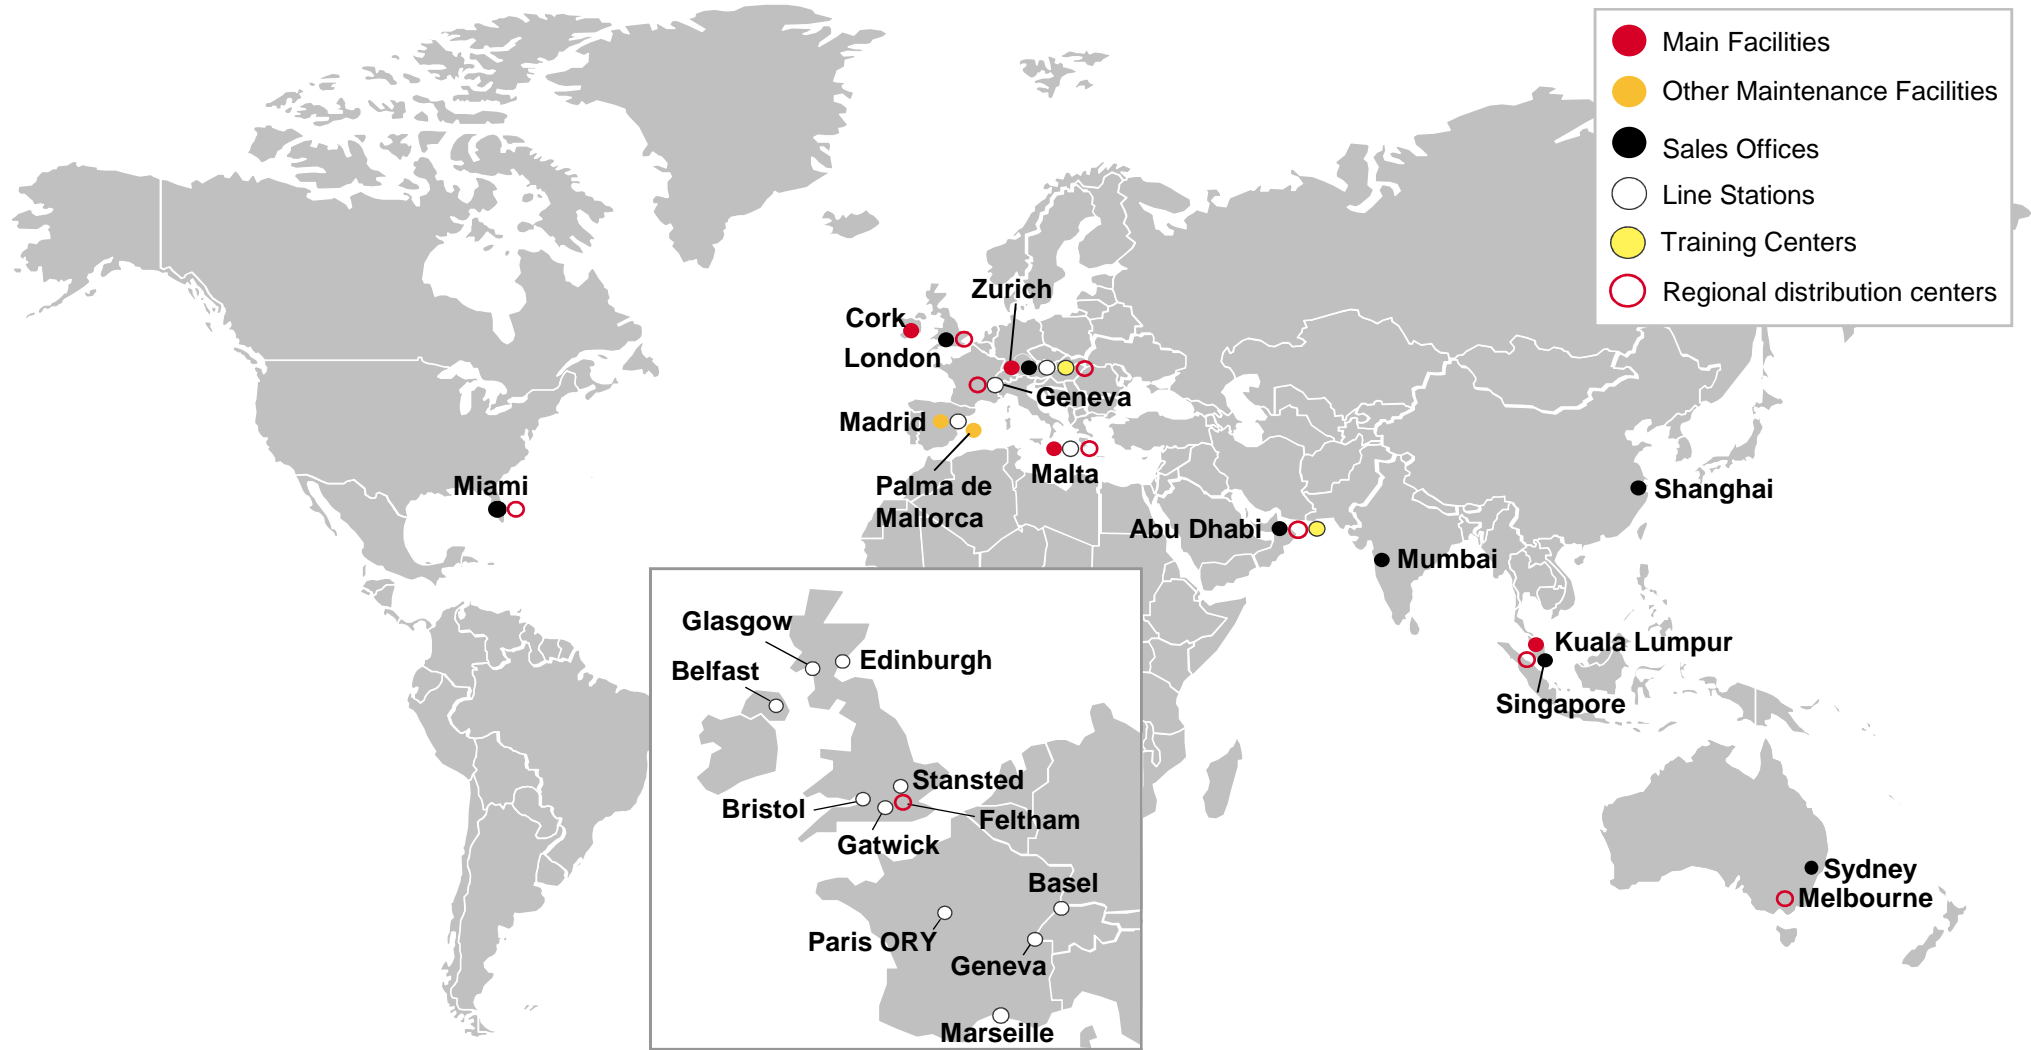 Main Facilities
Other Maintenance Facilities
Sales Offices
Line Stations
Training Centers
Regional distribution centers
Zurich
Cork
London
Geneva
Madrid
Palma de
Mallorca
Malta
Miami
Abu Dhabi
Mumbai
Shanghai
Kuala Lumpur
Singapore
Sydney
Melbourne
Glasgow
Edinburgh
Belfast
Stansted
Bristol
Feltham
Gatwick
Basel
Paris ORY
Geneva
Marseille